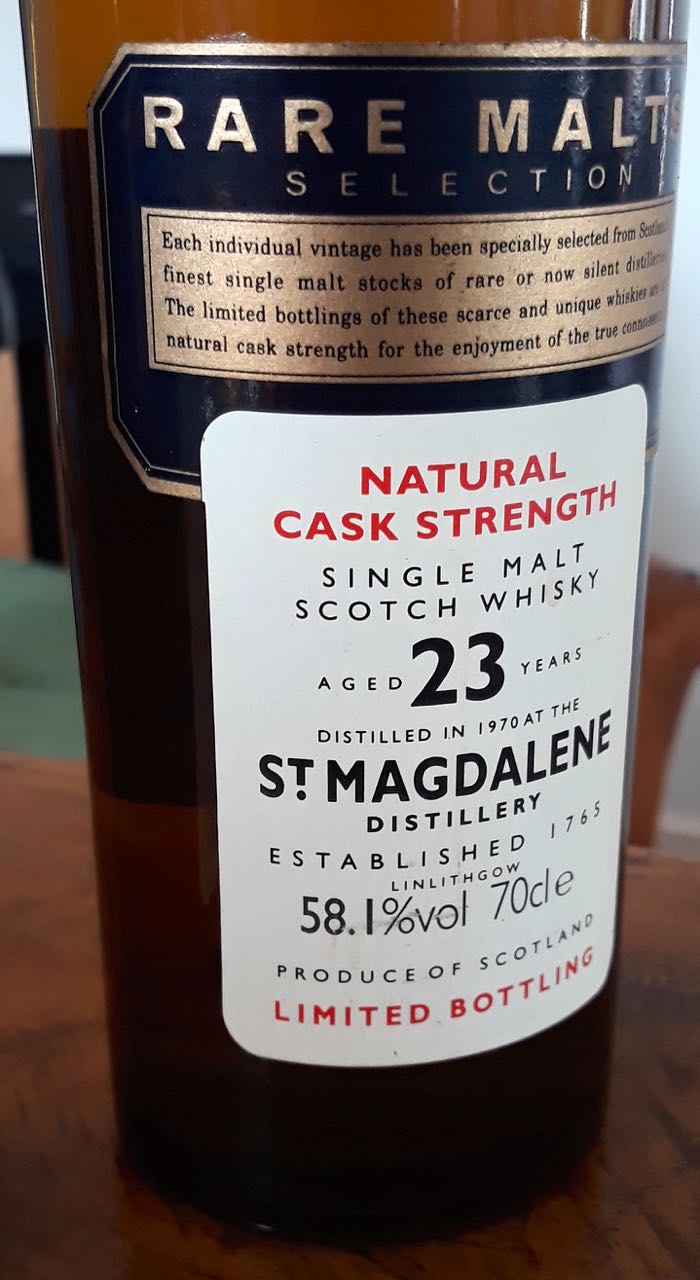 RARE MALTS
SELECTION
Each individual vintage has been specially selected from
finest single malt stocks of rare or now silent
The limited bottlings of these scarce and unique whiskies
natural cask strength for the enjoyment of the true
NATURAL
CASK STRENGTH
SINGLE MALT
SCOTCH WHISKY
AGED 23 YEARS
DISTILLED IN 1970 AT THE
ST MAGDALENE
DISTILLERY
ESTABLISHED 1765
LINLITHGOW
58.1%vol 70cl e
PRODUCE OF SCOTLAND
LIMITED BOTTLING